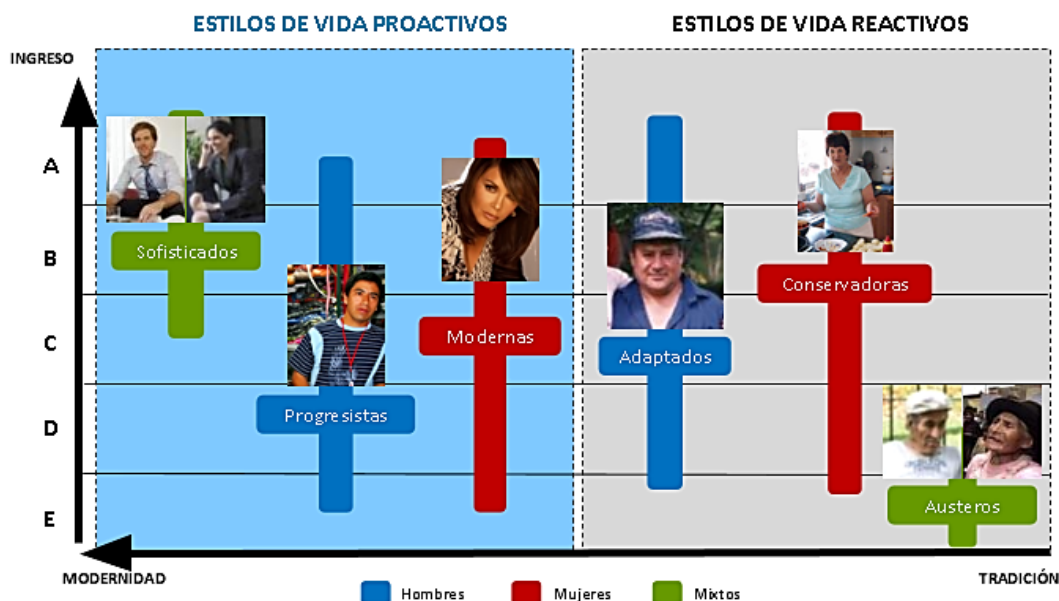 ESTILOS DE VIDA PROACTIVOS
ESTILOS DE VIDA REACTIVOS
INGRESO
A
B
C
D
E
Sofisticados
Progresistas
Modernas
Adaptados
Conservadoras
Austeros
MODERNIDAD
TRADICIÓN
Hombres
Mujeres
Mixtos